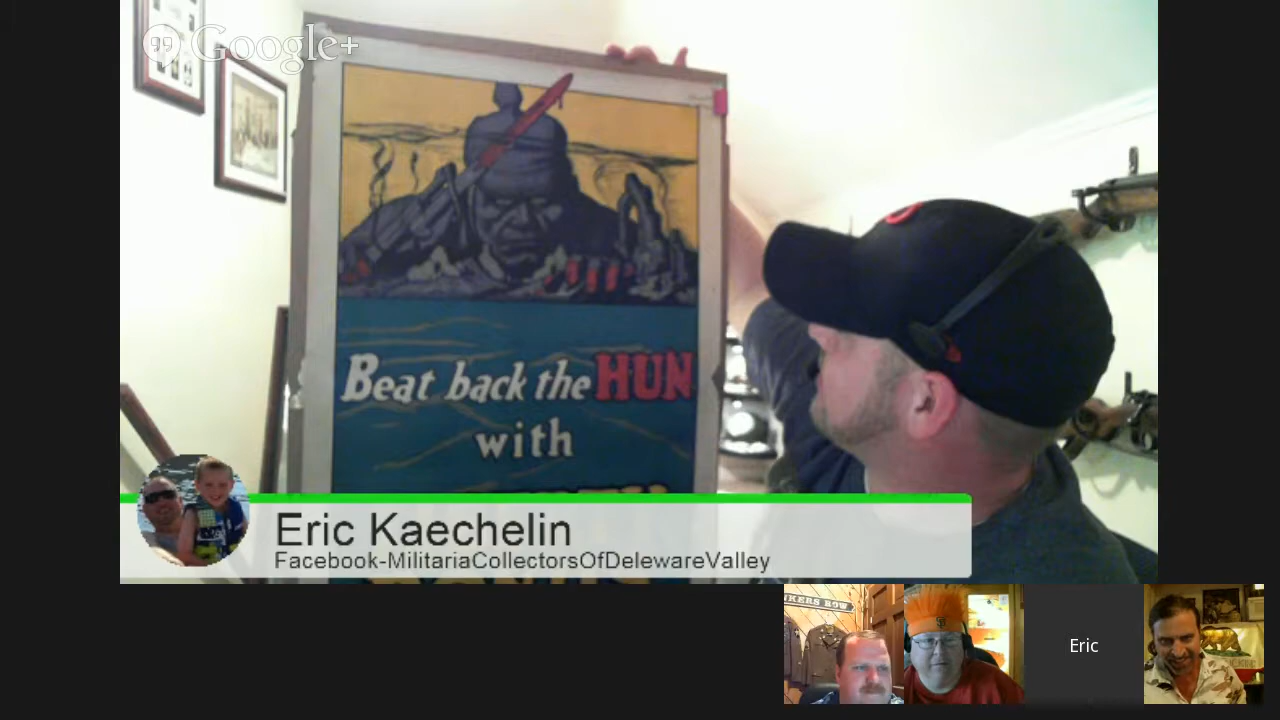 Google+
Beat back the HUN
with
Eric Kaechelin
Facebook-MilitariaCollectorsOfDelewareValley
Eric